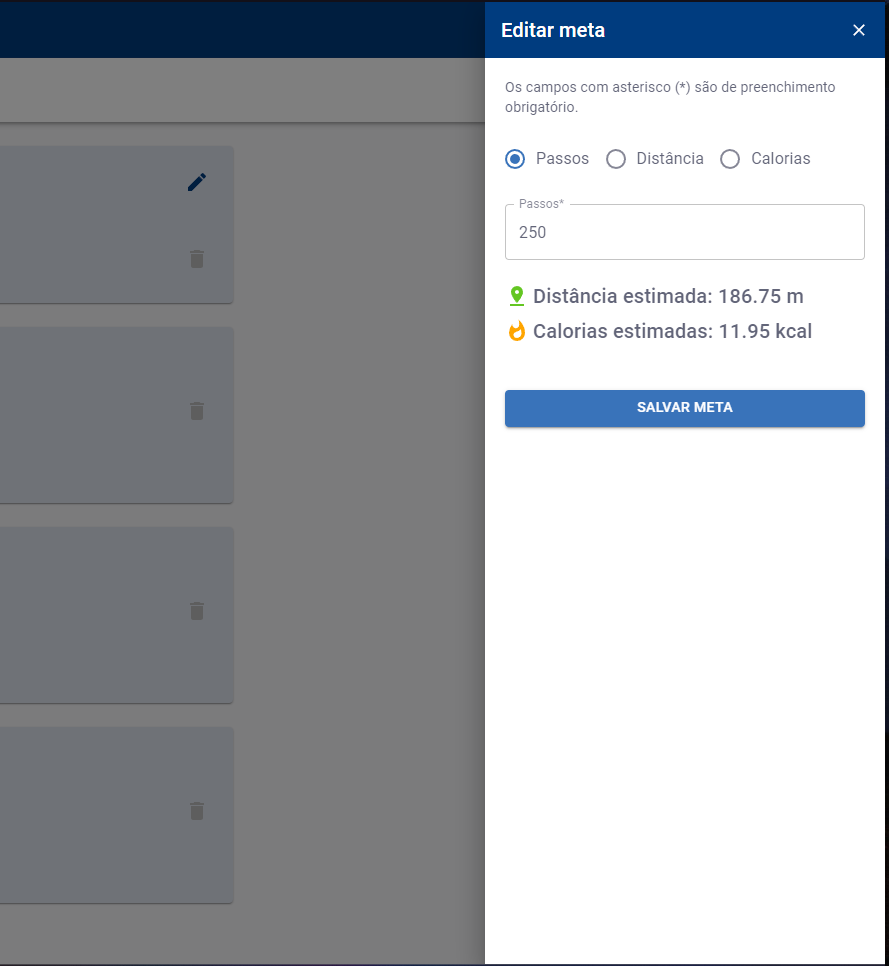 Editar meta
Os campos com asterisco (*) são de preenchimento
obrigatório.
Passos Distância Calorias
Passos*
250
Distância estimada: 186.75 m
Calorias estimadas: 11.95 kcal
SALVAR META